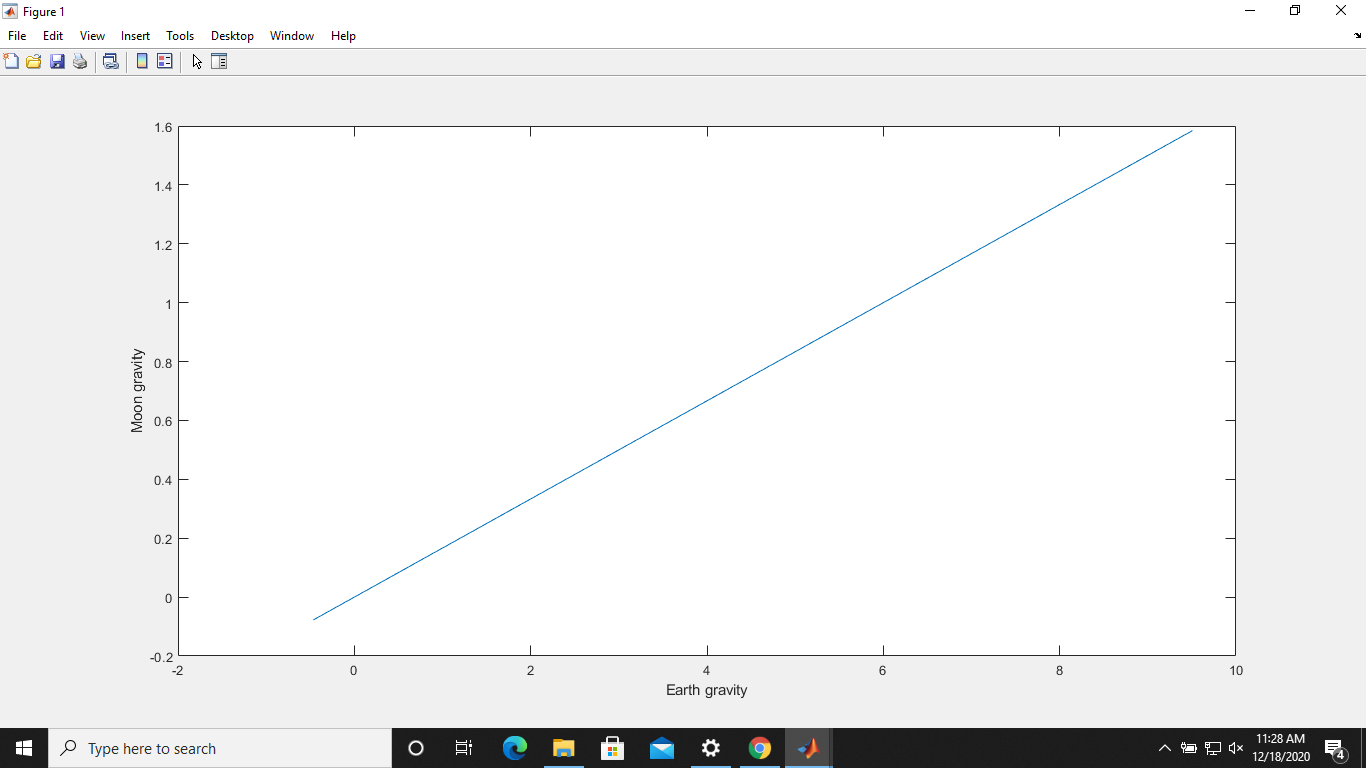 Figure 1
File Edit View Insert Tools Desktop Window Help
1.6
1.4
1.2
1
0.8
0.6
0.4
0.2
0
-0.2
Moon gravity
-2 0 2 4 6 8 10
Earth gravity
Type here to search
11:28 AM
12/18/2020
4